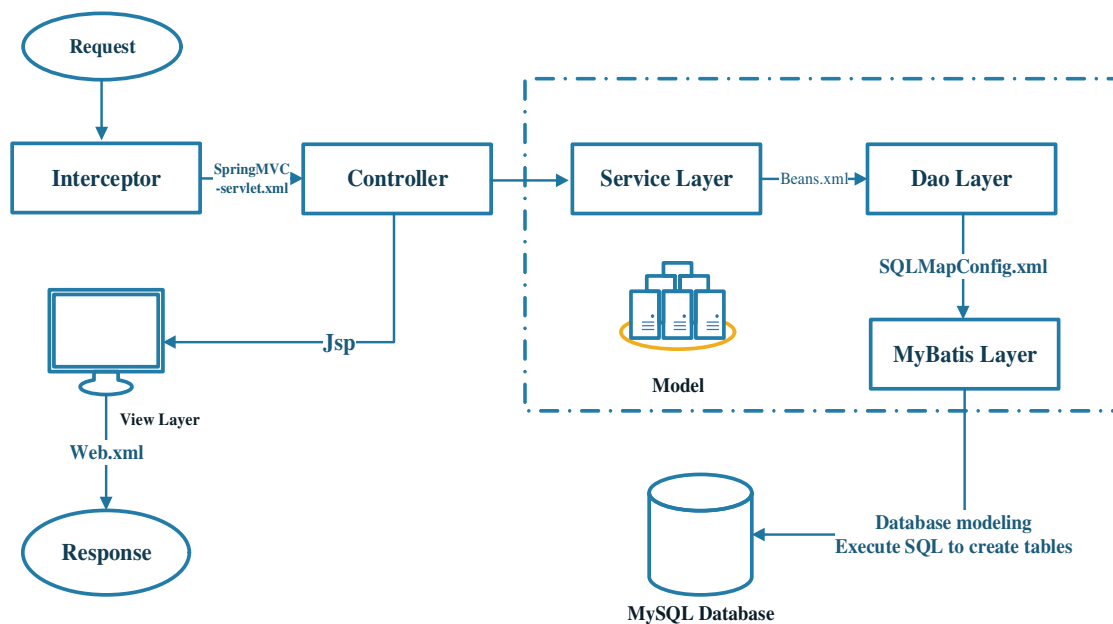 Request
Interceptor
SpringMVC
-servlet.xml
Controller
Service Layer
Beans.xml
Dao Layer
SQLMapConfig.xml
MyBatis Layer
Model
Jsp
View Layer
Web.xml
Response
Database modeling
Execute SQL to create tables
MySQL Database